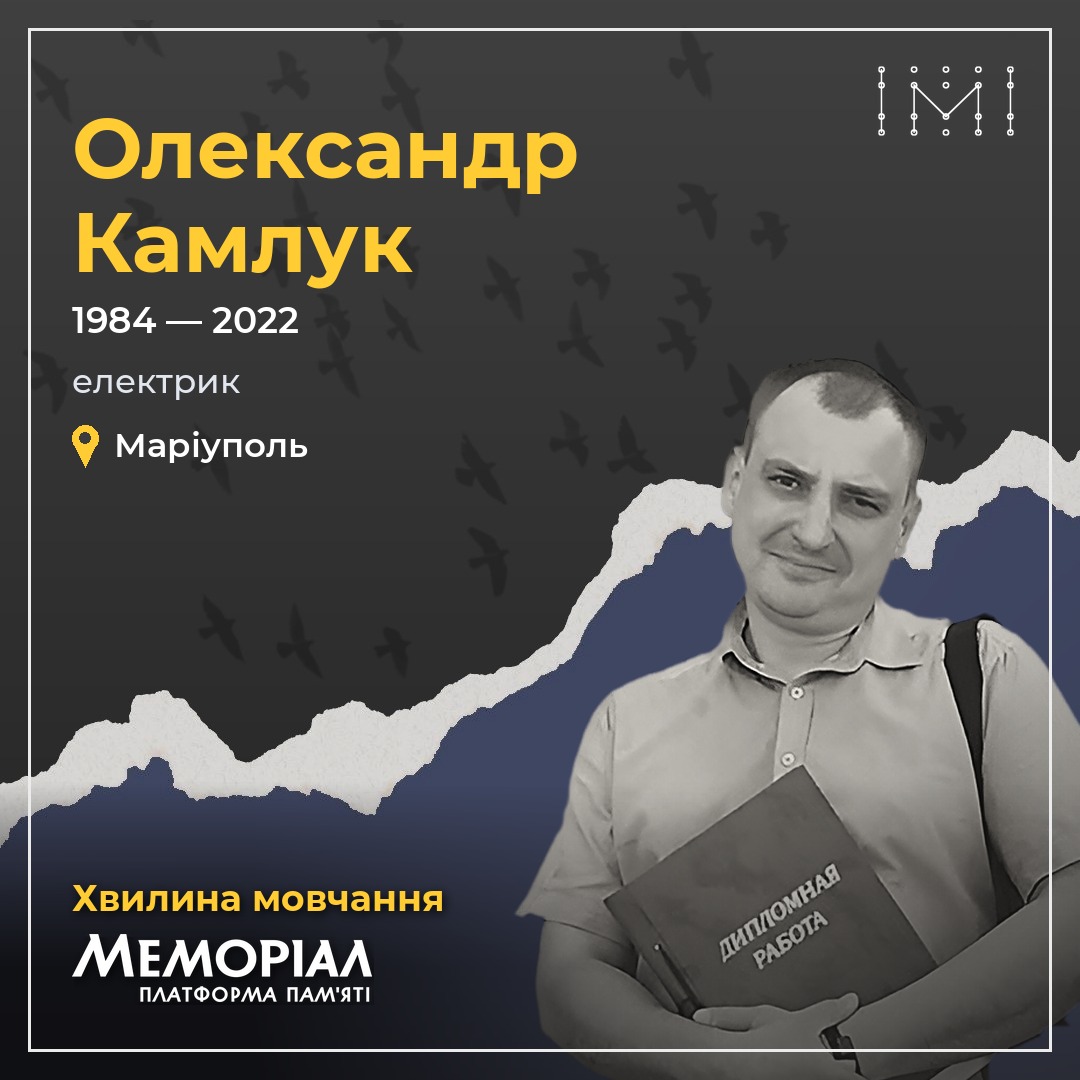 Олександр
Камлук
1984 — 2022
електрик
Маріуполь
ДИПЛОМНАЯ
РАБОТА
Хвилина мовчання
МЕМОРІАЛ
ПЛАТФОРМА ПАМ'ЯТІ